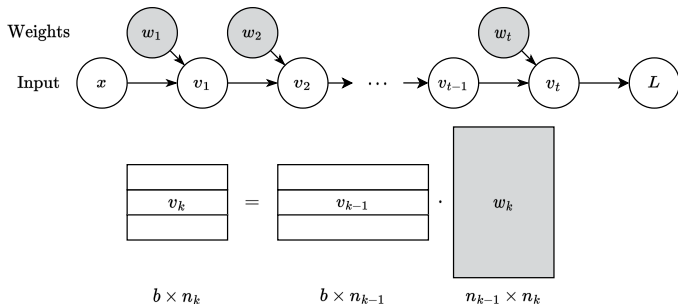 Weights w₁ w₂ wₜ
Input x v₁ v₂ ⋯ vₜ₋₁ vₜ L
vₖ = vₖ₋₁ · wₖ
b × nₖ b × nₖ₋₁ nₖ₋₁ × nₖ